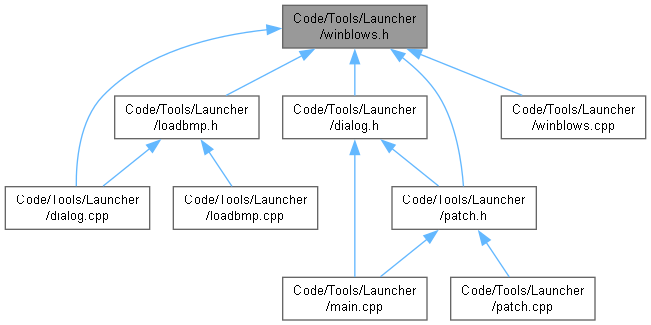 Code/Tools/Launcher
/winblows.h
Code/Tools/Launcher
/loadbmp.h
Code/Tools/Launcher
/dialog.h
Code/Tools/Launcher
/winblows.cpp
Code/Tools/Launcher
/dialog.cpp
Code/Tools/Launcher
/loadbmp.cpp
Code/Tools/Launcher
/patch.h
Code/Tools/Launcher
/main.cpp
Code/Tools/Launcher
/patch.cpp